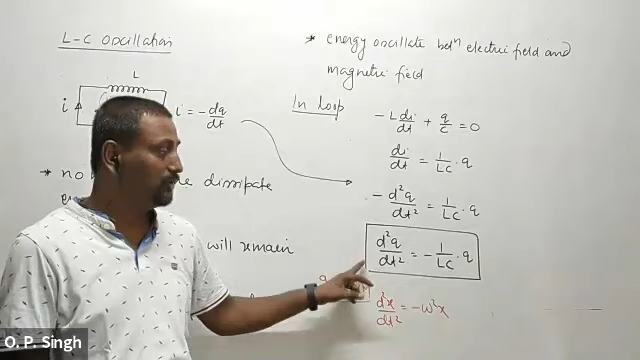 L-C oscillation
* energy oscillate betⁿ electric field and
magnetic field
L
i
i = -dq/dt
In loop
-L di/dt + q/c = 0
di/dt = 1/LC · q
* no
dissipate
-d²q/dt² = 1/LC · q
will remain
d²q/dt² = -1/LC · q
d²x/dt² = -ω²x
O. P. Singh